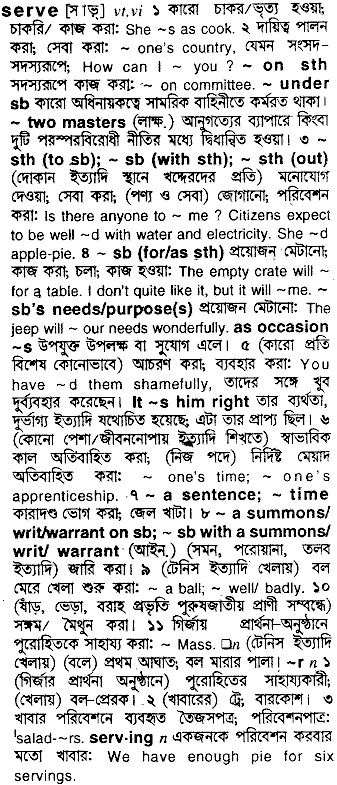 serve [সাভ়্] vt,vi ১ কারো চাকর/ভৃত্য হওয়া;
চাকরি/ কাজ করা: She ~s as cook. ২ দায়িত্ব পালন
করা; সেবা করা: ~ one's country, যেমন সংসদ-
সদস্যরূপে; How can I ~ you ? ~ on sth
সদস্যরূপে কাজ করা: ~ on committee. ~ under
sb কারো অধিনায়কত্বে সামরিক বাহিনীতে কর্মরত থাকা।
~ two masters (লাক্ষ.) আনুগত্যের ব্যাপারে কিংবা
দুটি পরস্পরবিরোধী নীতির মধ্যে দ্বিধান্বিত হওয়া। ৩ ~
sth (to sb); ~ sb (with sth); ~ sth (out)
(দোকান ইত্যাদি স্থানে খদ্দেরদের প্রতি) মনোযোগ
দেওয়া; সেবা করা; (পণ্য ও সেবা) জোগানো; পরিবেশন
করা: Is there anyone to ~ me ? Citizens expect
to be well ~d with water and electricity. She ~d
apple-pie. ৪ ~ sb (for/as sth) প্রয়োজন মেটানো;
কাজ করা; চলা; কাজ হওয়া: The empty crate will ~
for a table. I don't quite like it, but it will ~me. ~
sb's needs/purpose(s) প্রয়োজন মেটানো: The
jeep will ~ our needs wonderfully. as occasion
~s উপযুক্ত উপলক্ষ বা সুযোগ এলে। ৫ (কারো প্রতি
বিশেষ কোনোভাবে) আচরণ করা; ব্যবহার করা: You
have ~d them shamefully, তাদের সঙ্গে খুব
দুর্ব্যবহার করেছেন। It ~s him right তার ব্যর্থতা,
দুর্ভাগ্য ইত্যাদি যথোচিত হয়েছে; এটা তার প্রাপ্য ছিল। ৬
(কোনো পেশা/জীবনোপায় ইত্যাদি শিখতে) স্বাভাবিক
কাল অতিবাহিত করা; (নিজ পদে) নির্দিষ্ট মেয়াদ
অতিবাহিত করা: ~ one's time; ~ one's
apprenticeship. ৭ ~ a sentence; ~ time
কারাদণ্ড ভোগ করা; জেল খাটা। ৮ ~ a summons/
writ/warrant on sb; ~ sb with a summons/
writ/ warrant (আইন.) (সমন, পরোয়ানা, তলব
ইত্যাদি) জারি করা। ৯ (টেনিস ইত্যাদি খেলায়) বল
মেরে খেলা শুরু করা: ~ a ball; ~ well/ badly. ১০
(ষাঁড়, ভেড়া, বরাহ প্রভৃতি পুরুষজাতীয় প্রাণী সম্বন্ধে)
সঙ্গম/ মৈথুন করা। ১১ গির্জায় প্রার্থনা-অনুষ্ঠানে
পুরোহিতকে সাহায্য করা: ~ Mass. □n (টেনিস ইত্যাদি
খেলায়) (বলে) প্রথম আঘাত; বল মারার পালা। ~r n ১
(গির্জার প্রার্থনা অনুষ্ঠানে) পুরোহিতের সাহায্যকারী;
(খেলায়) বল-প্রেরক। ২ (খাবারের) ট্রে; বারকোশ। ৩
খাবার পরিবেশনে ব্যবহৃত তৈজসপত্র; পরিবেশনপাত্র:
'salad-~rs. serv·ing n একজনকে পরিবেশন করবার
মতো খাবার: We have enough pie for six
servings.